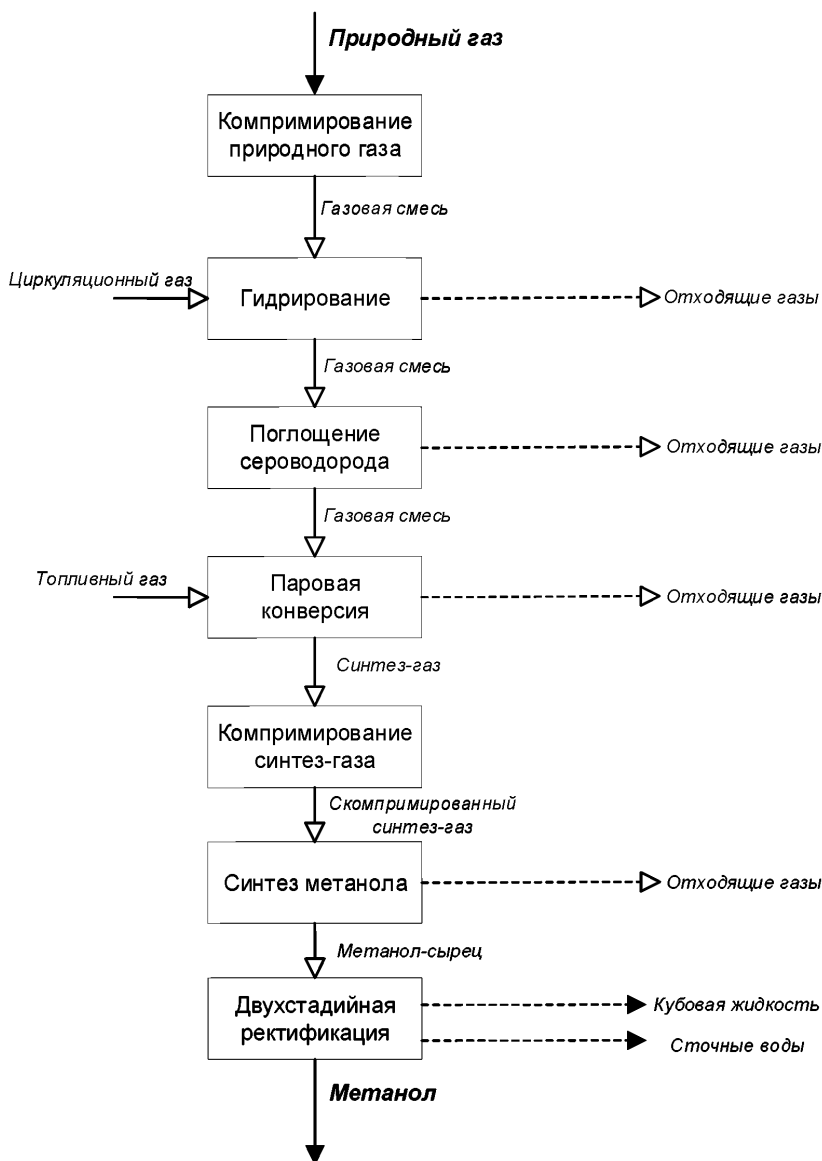 Природный газ
Компримирование
природного газа
Газовая смесь
Циркуляционный газ
Гидрирование
Отходящие газы
Газовая смесь
Поглощение
сероводорода
Отходящие газы
Газовая смесь
Топливный газ
Паровая
конверсия
Отходящие газы
Синтез-газ
Компримирование
синтез-газа
Скомпримированный
синтез-газ
Синтез метанола
Отходящие газы
Метанол-сырец
Двухстадийная
ректификация
Кубовая жидкость
Сточные воды
Метанол